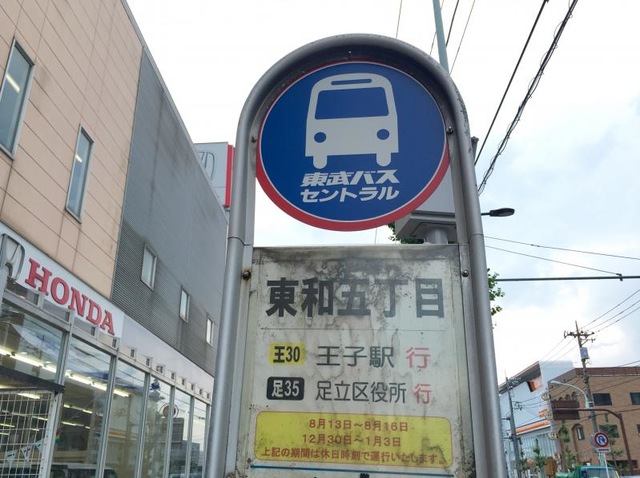 東武バス
セントラル
東和五丁目
王30 王子駅 行
足35 足立区役所 行
8月13日～8月16日
12月30日～1月3日
上記の期間は休日時刻で運行いたします。
HONDA